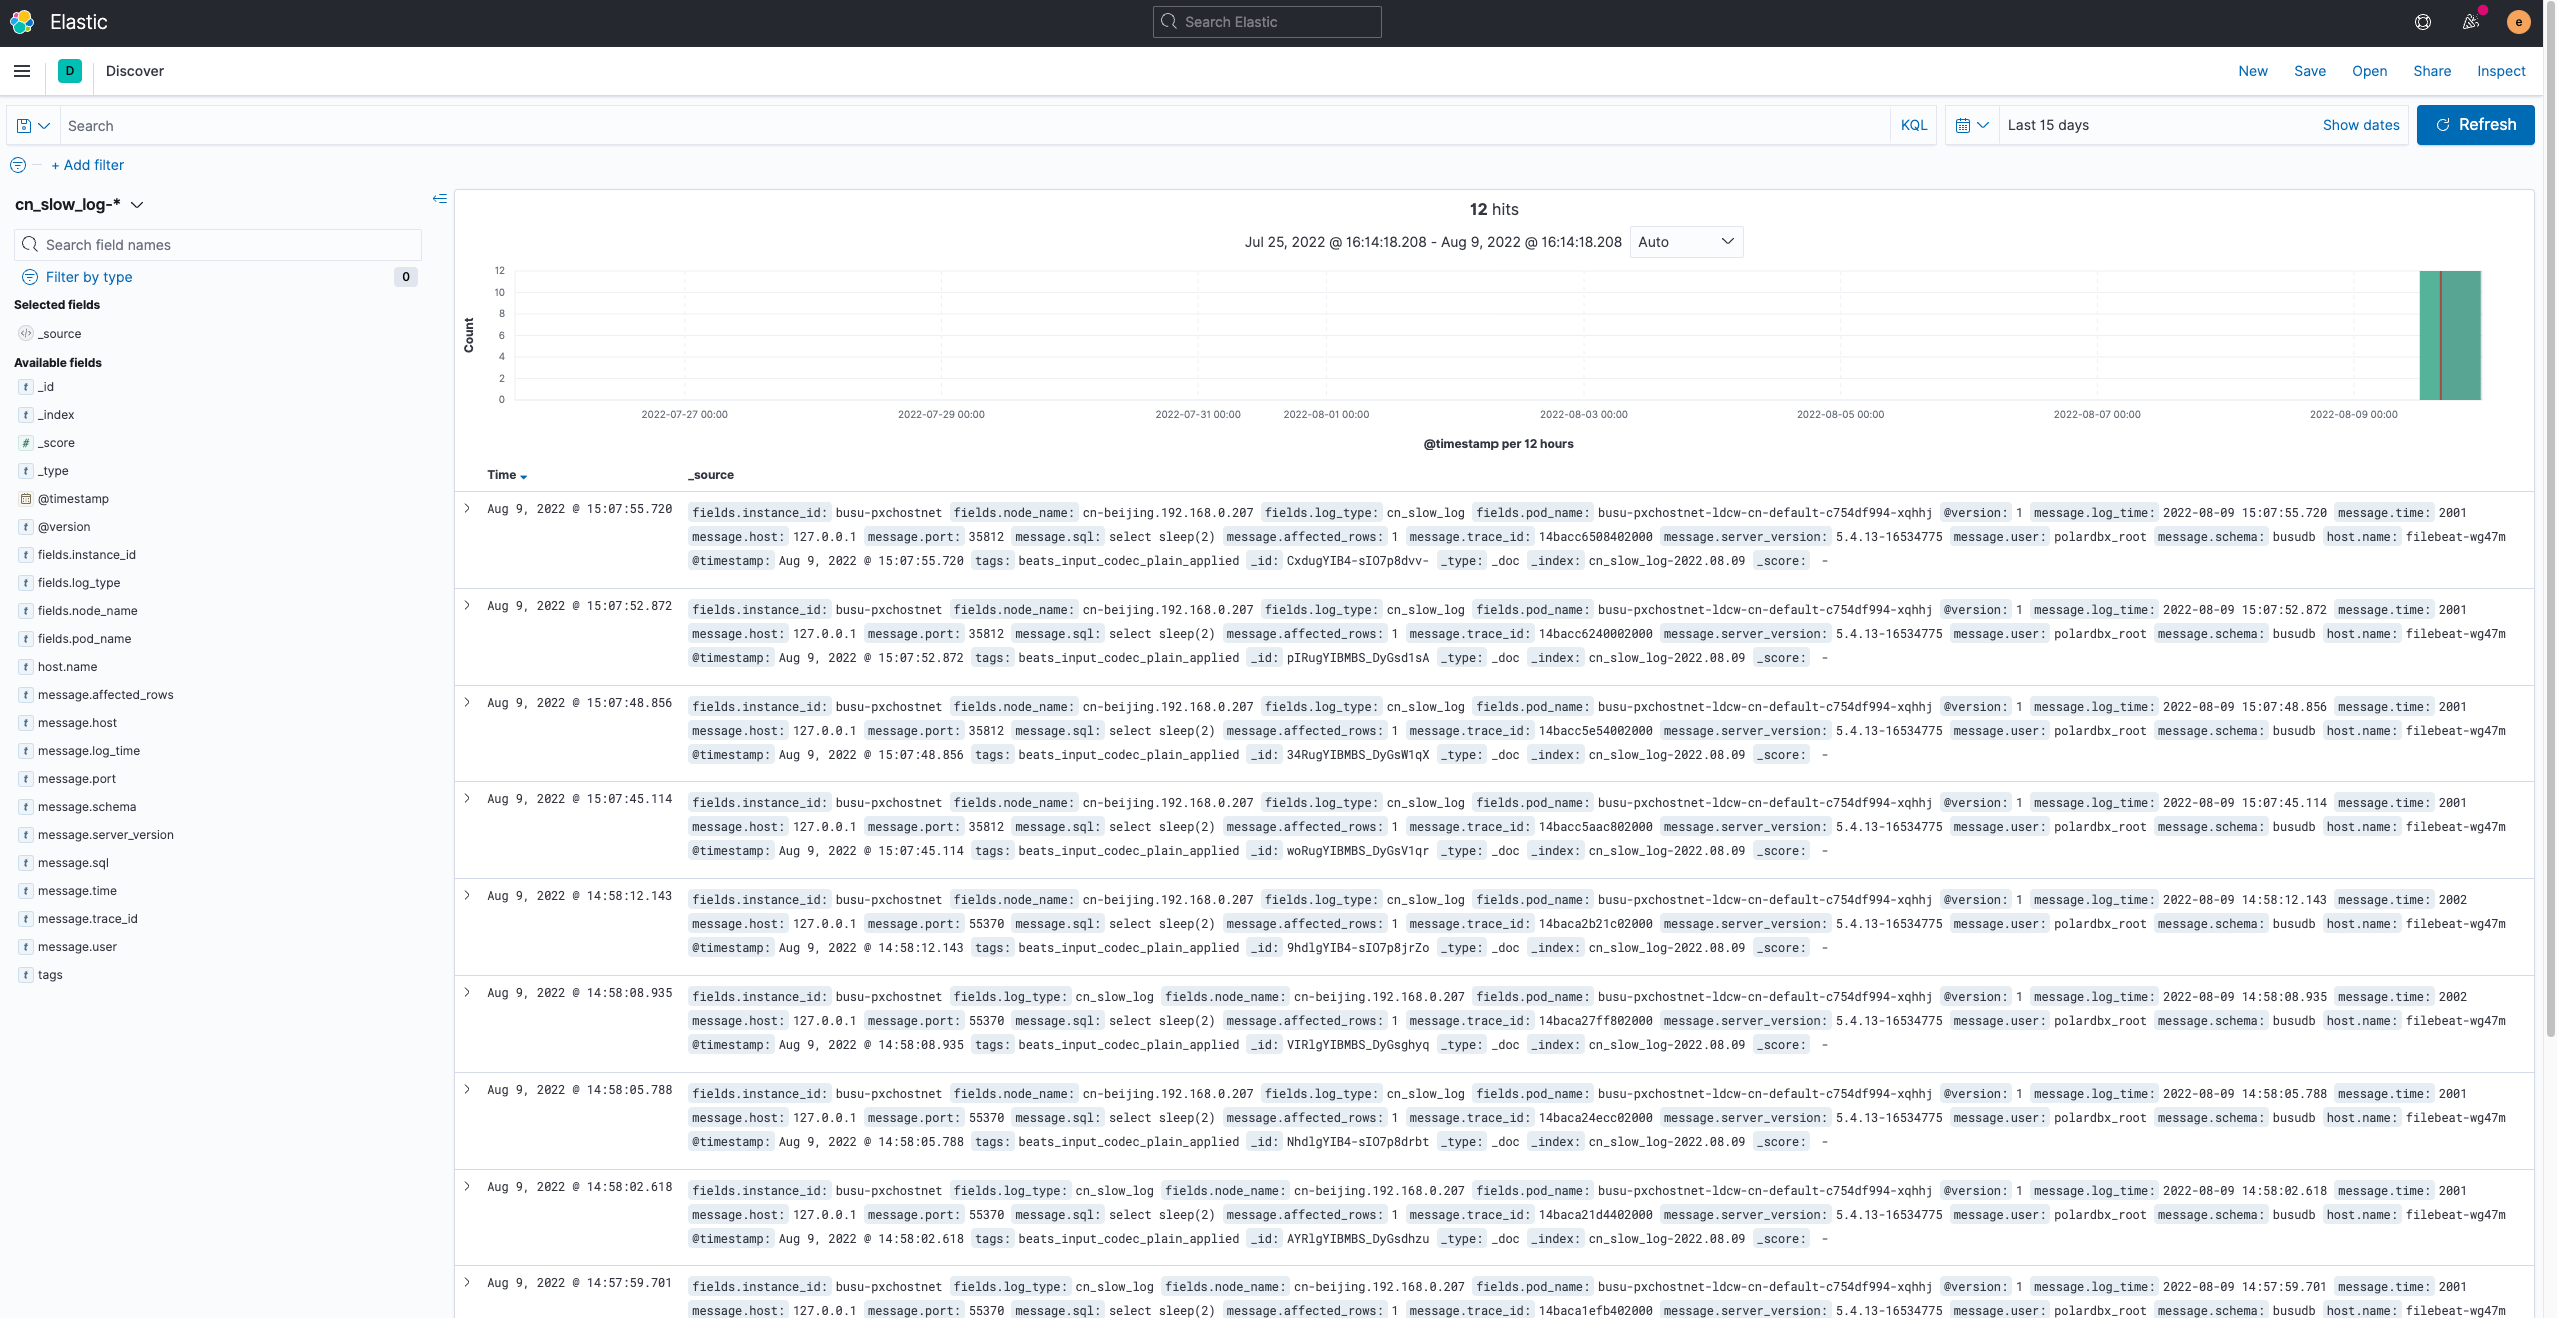 Elastic
Search Elastic
e
D
Discover
New Save Open Share Inspect
Search
KQL
Last 15 days
Show dates
Refresh
+ Add filter
cn_slow_log-*
Search field names
Filter by type
0
Selected fields
_source
Available fields
t _id
t _index
# _score
t _type
@timestamp
t @version
t fields.instance_id
t fields.log_type
t fields.node_name
t fields.pod_name
t host.name
t message.affected_rows
t message.host
t message.log_time
t message.port
t message.schema
t message.server_version
t message.sql
t message.time
t message.trace_id
t message.user
t tags
12 hits
Jul 25, 2022 @ 16:14:18.208 - Aug 9, 2022 @ 16:14:18.208
Auto
Count
12
10
8
6
4
2
0
2022-07-27 00:00 2022-07-29 00:00 2022-07-31 00:00 2022-08-01 00:00 2022-08-03 00:00 2022-08-05 00:00 2022-08-07 00:00 2022-08-09 00:00
@timestamp per 12 hours
Time _source
Aug 9, 2022 @ 15:07:55.720 fields.instance_id: busu-pxchostnet fields.node_name: cn-beijing.192.168.0.207 fields.log_type: cn_slow_log fields.pod_name: busu-pxchostnet-ldcw-cn-default-c754df994-xqhhj @version: 1 message.log_time: 2022-08-09 15:07:55.720 message.time: 2001
message.host: 127.0.0.1 message.port: 35812 message.sql: select sleep(2) message.affected_rows: 1 message.trace_id: 14bacc6508402000 message.server_version: 5.4.13-16534775 message.user: polardbx_root message.schema: busudb host.name: filebeat-wg47m
@timestamp: Aug 9, 2022 @ 15:07:55.720 tags: beats_input_codec_plain_applied _id: CxdugYIB4-sIO7p8dvv- _type: _doc _index: cn_slow_log-2022.08.09 _score: -
Aug 9, 2022 @ 15:07:52.872 fields.instance_id: busu-pxchostnet fields.node_name: cn-beijing.192.168.0.207 fields.log_type: cn_slow_log fields.pod_name: busu-pxchostnet-ldcw-cn-default-c754df994-xqhhj @version: 1 message.log_time: 2022-08-09 15:07:52.872 message.time: 2001
message.host: 127.0.0.1 message.port: 35812 message.sql: select sleep(2) message.affected_rows: 1 message.trace_id: 14bacc6240002000 message.server_version: 5.4.13-16534775 message.user: polardbx_root message.schema: busudb host.name: filebeat-wg47m
@timestamp: Aug 9, 2022 @ 15:07:52.872 tags: beats_input_codec_plain_applied _id: pIRugYIBMBS_DyGsd1sA _type: _doc _index: cn_slow_log-2022.08.09 _score: -
Aug 9, 2022 @ 15:07:48.856 fields.instance_id: busu-pxchostnet fields.node_name: cn-beijing.192.168.0.207 fields.log_type: cn_slow_log fields.pod_name: busu-pxchostnet-ldcw-cn-default-c754df994-xqhhj @version: 1 message.log_time: 2022-08-09 15:07:48.856 message.time: 2001
message.host: 127.0.0.1 message.port: 35812 message.sql: select sleep(2) message.affected_rows: 1 message.trace_id: 14bacc5e54002000 message.server_version: 5.4.13-16534775 message.user: polardbx_root message.schema: busudb host.name: filebeat-wg47m
@timestamp: Aug 9, 2022 @ 15:07:48.856 tags: beats_input_codec_plain_applied _id: 34RugYIBMBS_DyGsW1qX _type: _doc _index: cn_slow_log-2022.08.09 _score: -
Aug 9, 2022 @ 15:07:45.114 fields.instance_id: busu-pxchostnet fields.node_name: cn-beijing.192.168.0.207 fields.log_type: cn_slow_log fields.pod_name: busu-pxchostnet-ldcw-cn-default-c754df994-xqhhj @version: 1 message.log_time: 2022-08-09 15:07:45.114 message.time: 2001
message.host: 127.0.0.1 message.port: 35812 message.sql: select sleep(2) message.affected_rows: 1 message.trace_id: 14bacc5aac802000 message.server_version: 5.4.13-16534775 message.user: polardbx_root message.schema: busudb host.name: filebeat-wg47m
@timestamp: Aug 9, 2022 @ 15:07:45.114 tags: beats_input_codec_plain_applied _id: woRugYIBMBS_DyGsV1qr _type: _doc _index: cn_slow_log-2022.08.09 _score: -
Aug 9, 2022 @ 14:58:12.143 fields.instance_id: busu-pxchostnet fields.node_name: cn-beijing.192.168.0.207 fields.log_type: cn_slow_log fields.pod_name: busu-pxchostnet-ldcw-cn-default-c754df994-xqhhj @version: 1 message.log_time: 2022-08-09 14:58:12.143 message.time: 2002
message.host: 127.0.0.1 message.port: 55370 message.sql: select sleep(2) message.affected_rows: 1 message.trace_id: 14baca2b21c02000 message.server_version: 5.4.13-16534775 message.user: polardbx_root message.schema: busudb host.name: filebeat-wg47m
@timestamp: Aug 9, 2022 @ 14:58:12.143 tags: beats_input_codec_plain_applied _id: 9hdlgYIB4-sIO7p8jrZo _type: _doc _index: cn_slow_log-2022.08.09 _score: -
Aug 9, 2022 @ 14:58:08.935 fields.instance_id: busu-pxchostnet fields.log_type: cn_slow_log fields.node_name: cn-beijing.192.168.0.207 fields.pod_name: busu-pxchostnet-ldcw-cn-default-c754df994-xqhhj @version: 1 message.log_time: 2022-08-09 14:58:08.935 message.time: 2002
message.host: 127.0.0.1 message.port: 55370 message.sql: select sleep(2) message.affected_rows: 1 message.trace_id: 14baca27ff802000 message.server_version: 5.4.13-16534775 message.user: polardbx_root message.schema: busudb host.name: filebeat-wg47m
@timestamp: Aug 9, 2022 @ 14:58:08.935 tags: beats_input_codec_plain_applied _id: VIRlgYIBMBS_DyGsghyq _type: _doc _index: cn_slow_log-2022.08.09 _score: -
Aug 9, 2022 @ 14:58:05.788 fields.instance_id: busu-pxchostnet fields.node_name: cn-beijing.192.168.0.207 fields.log_type: cn_slow_log fields.pod_name: busu-pxchostnet-ldcw-cn-default-c754df994-xqhhj @version: 1 message.log_time: 2022-08-09 14:58:05.788 message.time: 2001
message.host: 127.0.0.1 message.port: 55370 message.sql: select sleep(2) message.affected_rows: 1 message.trace_id: 14baca24ecc02000 message.server_version: 5.4.13-16534775 message.user: polardbx_root message.schema: busudb host.name: filebeat-wg47m
@timestamp: Aug 9, 2022 @ 14:58:05.788 tags: beats_input_codec_plain_applied _id: NhdlgYIB4-sIO7p8drbt _type: _doc _index: cn_slow_log-2022.08.09 _score: -
Aug 9, 2022 @ 14:58:02.618 fields.instance_id: busu-pxchostnet fields.log_type: cn_slow_log fields.node_name: cn-beijing.192.168.0.207 fields.pod_name: busu-pxchostnet-ldcw-cn-default-c754df994-xqhhj @version: 1 message.log_time: 2022-08-09 14:58:02.618 message.time: 2001
message.host: 127.0.0.1 message.port: 55370 message.sql: select sleep(2) message.affected_rows: 1 message.trace_id: 14baca21d4402000 message.server_version: 5.4.13-16534775 message.user: polardbx_root message.schema: busudb host.name: filebeat-wg47m
@timestamp: Aug 9, 2022 @ 14:58:02.618 tags: beats_input_codec_plain_applied _id: AYRlgYIBMBS_DyGsdhzu _type: _doc _index: cn_slow_log-2022.08.09 _score: -
Aug 9, 2022 @ 14:57:59.701 fields.instance_id: busu-pxchostnet fields.log_type: cn_slow_log fields.node_name: cn-beijing.192.168.0.207 fields.pod_name: busu-pxchostnet-ldcw-cn-default-c754df994-xqhhj @version: 1 message.log_time: 2022-08-09 14:57:59.701 message.time: 2001
message.host: 127.0.0.1 message.port: 55370 message.sql: select sleep(2) message.affected_rows: 1 message.trace_id: 14baca1efb402000 message.server_version: 5.4.13-16534775 message.user: polardbx_root message.schema: busudb host.name: filebeat-wg47m